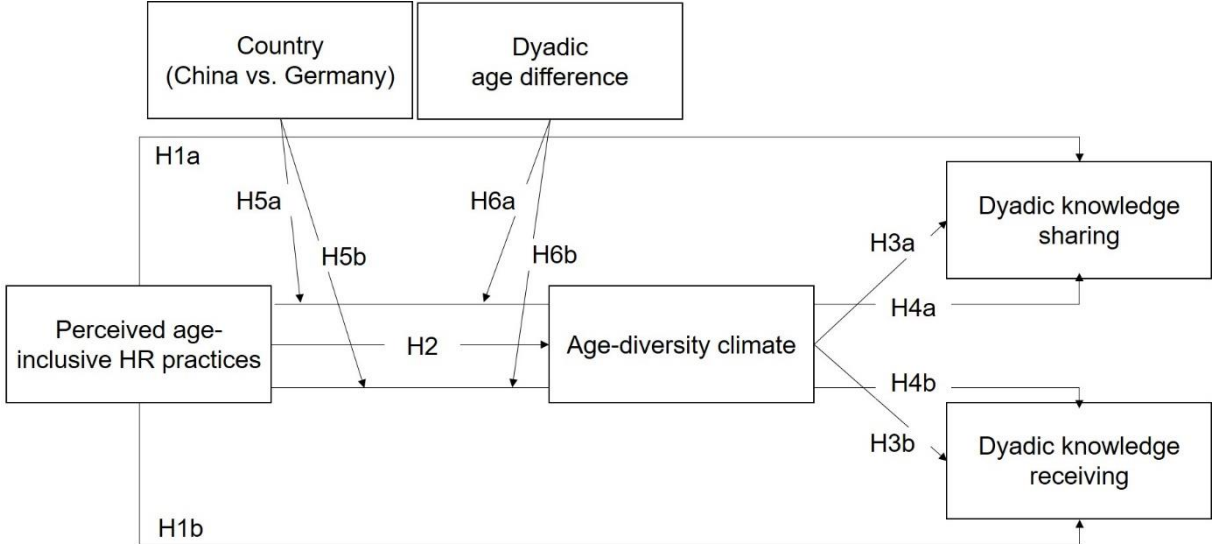 Country
(China vs. Germany)
Dyadic
age difference
H1a
H5a
H6a
H5b
H6b
H3a
Dyadic knowledge
sharing
Perceived age-
inclusive HR practices
H2
Age-diversity climate
H4a
H4b
H3b
Dyadic knowledge
receiving
H1b